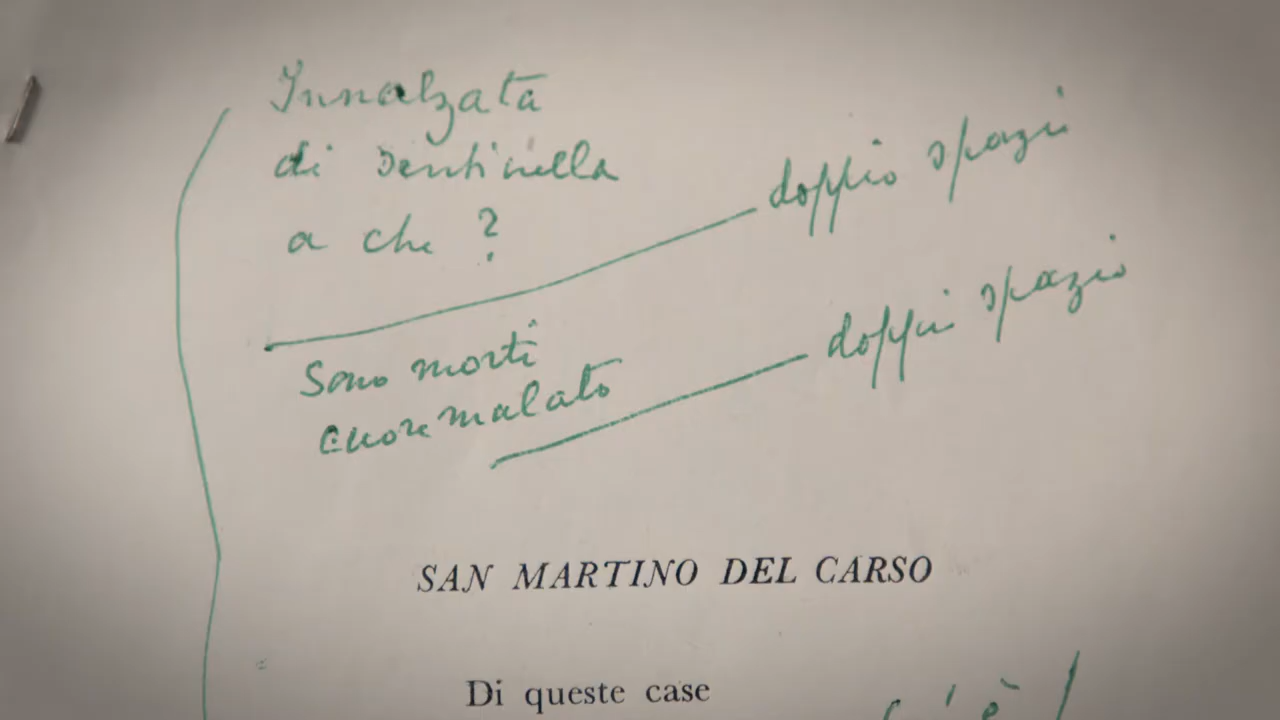 Innalzata
di sentinella
a che?
doppio spazio
Sono morti
cuore malato
doppio spazio
SAN MARTINO DEL CARSO
Di queste case
c'è